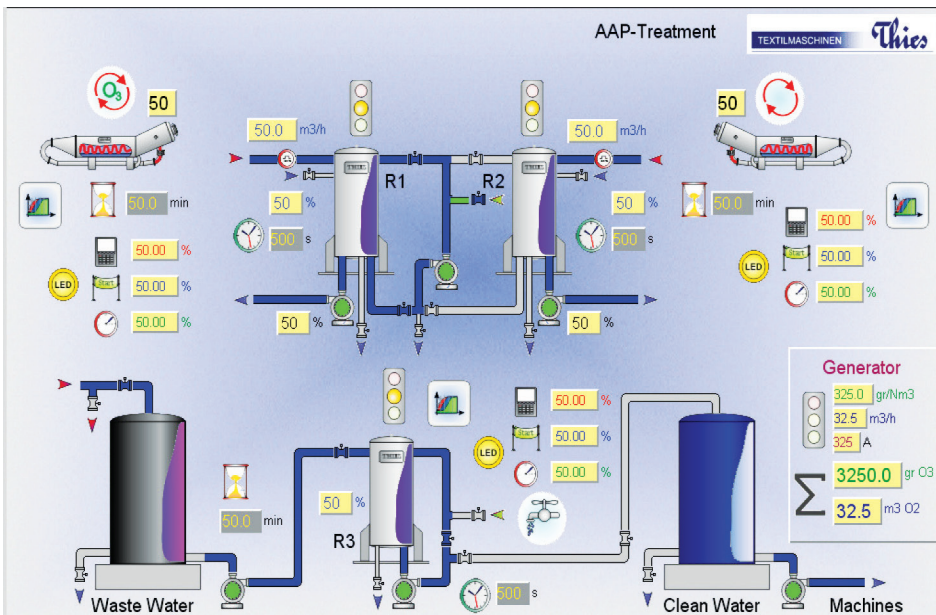 AAP-Treatment
TEXTILMASCHINEN Thies
O3 50
50
50.0 m3/h
50.0 m3/h
THIES
R1
R2
THIES
50.0 min
50 %
50 %
50.0 min
500 s
500 s
50.00 %
50.00 %
LED Start 50.00 %
LED Start 50.00 %
50.00 %
50.00 %
50 %
50 %
Generator
325.0 gr/Nm3
32.5 m3/h
325 A
Σ 3250.0 gr O3
32.5 m3 O2
50.00 %
LED Start 50.00 %
50.00 %
THIES
50 %
50.0 min
R3
500 s
Waste Water
Clean Water
Machines